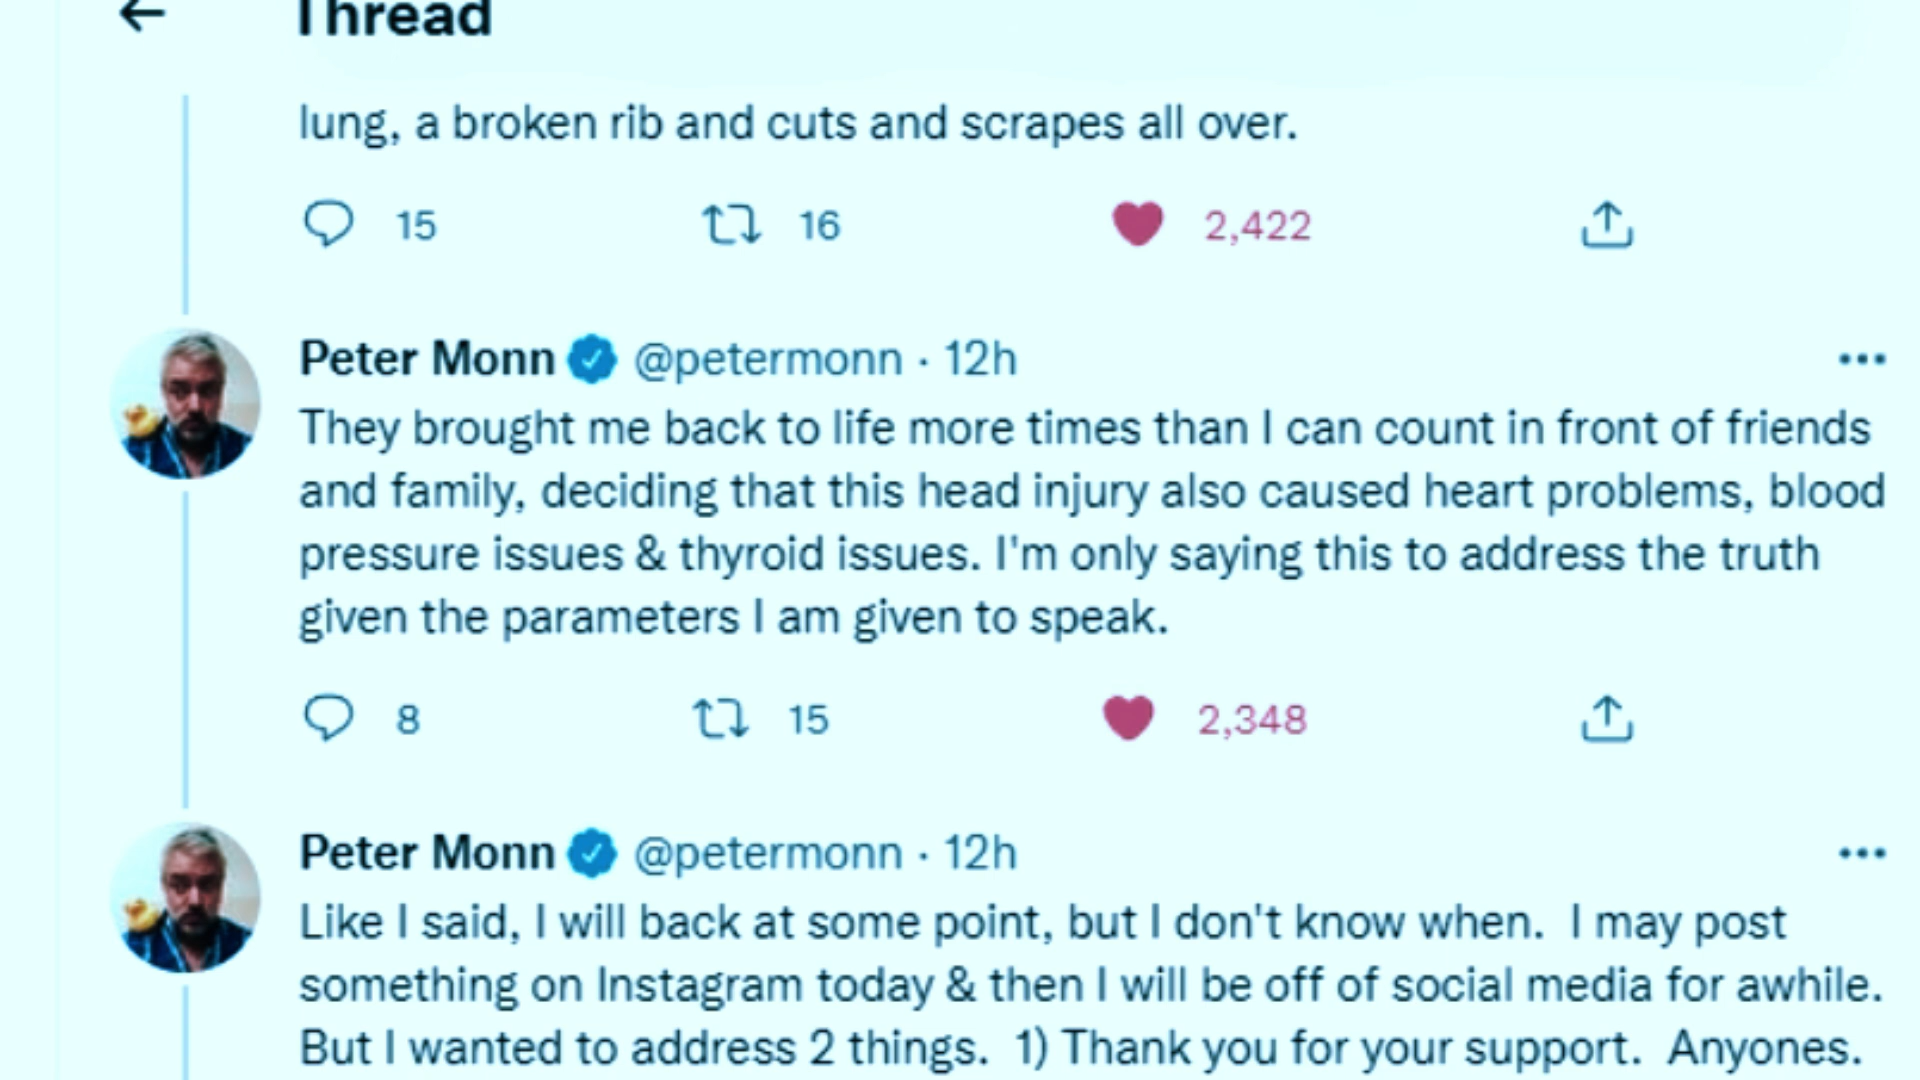 Thread
lung, a broken rib and cuts and scrapes all over.
15 16 2,422
Peter Monn @petermonn · 12h
They brought me back to life more times than I can count in front of friends
and family, deciding that this head injury also caused heart problems, blood
pressure issues & thyroid issues. I'm only saying this to address the truth
given the parameters I am given to speak.
8 15 2,348
Peter Monn @petermonn · 12h
Like I said, I will back at some point, but I don't know when. I may post
something on Instagram today & then I will be off of social media for awhile.
But I wanted to address 2 things. 1) Thank you for your support. Anyones.